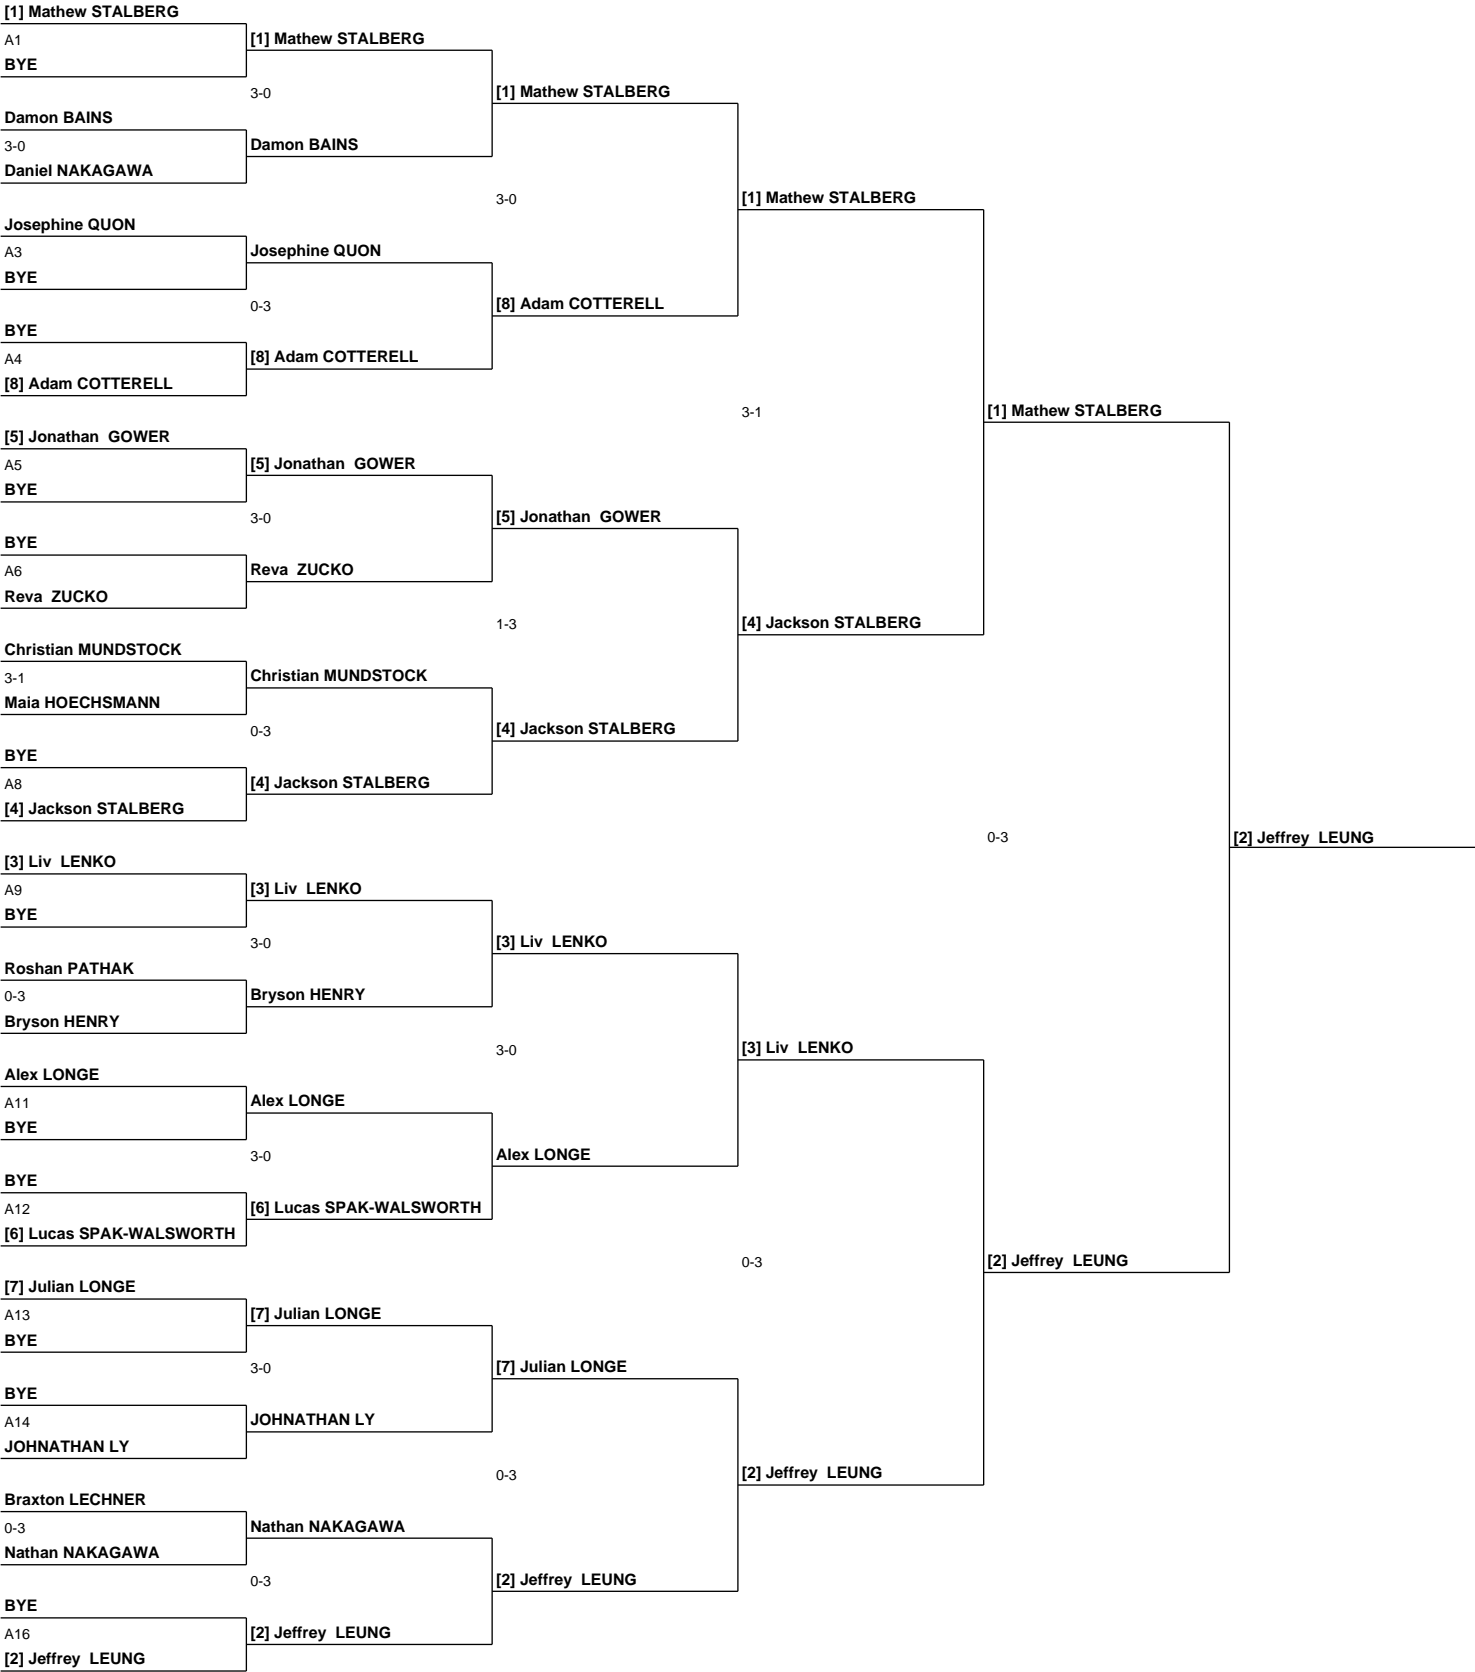 [1] Mathew STALBERG
A1
[1] Mathew STALBERG
BYE
3-0
[1] Mathew STALBERG
Damon BAINS
3-0
Damon BAINS
Daniel NAKAGAWA
3-0
[1] Mathew STALBERG
Josephine QUON
A3
Josephine QUON
BYE
0-3
[8] Adam COTTERELL
BYE
A4
[8] Adam COTTERELL
[8] Adam COTTERELL
3-1
[1] Mathew STALBERG
[5] Jonathan GOWER
A5
[5] Jonathan GOWER
BYE
3-0
[5] Jonathan GOWER
BYE
A6
Reva ZUCKO
Reva ZUCKO
1-3
[4] Jackson STALBERG
Christian MUNDSTOCK
3-1
Christian MUNDSTOCK
Maia HOECHSMANN
0-3
[4] Jackson STALBERG
BYE
A8
[4] Jackson STALBERG
[4] Jackson STALBERG
0-3
[2] Jeffrey LEUNG
[3] Liv LENKO
A9
[3] Liv LENKO
BYE
3-0
[3] Liv LENKO
Roshan PATHAK
0-3
Bryson HENRY
Bryson HENRY
3-0
[3] Liv LENKO
Alex LONGE
A11
Alex LONGE
BYE
3-0
Alex LONGE
BYE
A12
[6] Lucas SPAK-WALSWORTH
[6] Lucas SPAK-WALSWORTH
0-3
[2] Jeffrey LEUNG
[7] Julian LONGE
A13
[7] Julian LONGE
BYE
3-0
[7] Julian LONGE
BYE
A14
JOHNATHAN LY
JOHNATHAN LY
0-3
[2] Jeffrey LEUNG
Braxton LECHNER
0-3
Nathan NAKAGAWA
Nathan NAKAGAWA
0-3
[2] Jeffrey LEUNG
BYE
A16
[2] Jeffrey LEUNG
[2] Jeffrey LEUNG